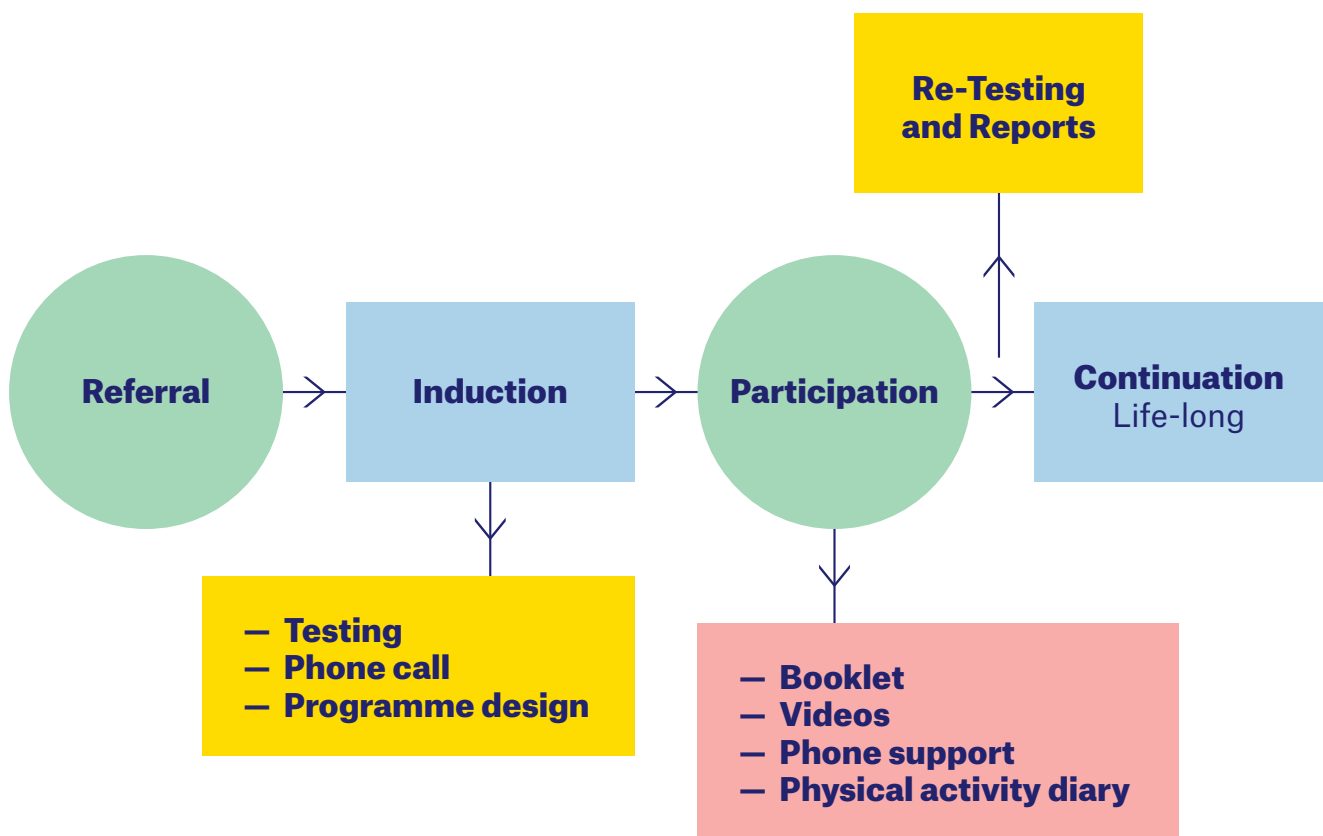 Re-Testing
and Reports
Referral
Induction
Participation
Continuation
Life-long
— Testing
— Phone call
— Programme design
— Booklet
— Videos
— Phone support
— Physical activity diary